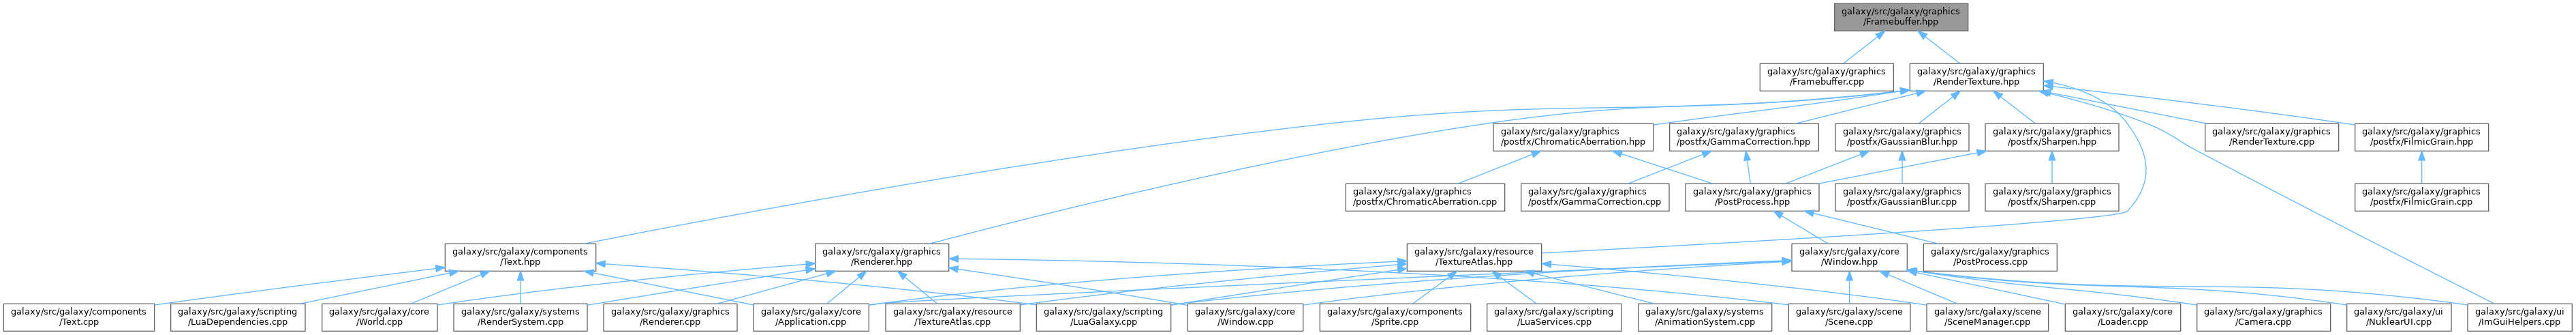 galaxy/src/galaxy/graphics
/Framebuffer.hpp
galaxy/src/galaxy/graphics
/Framebuffer.cpp
galaxy/src/galaxy/graphics
/RenderTexture.hpp
galaxy/src/galaxy/graphics
/postfx/ChromaticAberration.hpp
galaxy/src/galaxy/graphics
/postfx/GammaCorrection.hpp
galaxy/src/galaxy/graphics
/postfx/GaussianBlur.hpp
galaxy/src/galaxy/graphics
/postfx/Sharpen.hpp
galaxy/src/galaxy/graphics
/RenderTexture.cpp
galaxy/src/galaxy/graphics
/postfx/FilmicGrain.hpp
galaxy/src/galaxy/graphics
/postfx/ChromaticAberration.cpp
galaxy/src/galaxy/graphics
/postfx/GammaCorrection.cpp
galaxy/src/galaxy/graphics
/PostProcess.hpp
galaxy/src/galaxy/graphics
/postfx/GaussianBlur.cpp
galaxy/src/galaxy/graphics
/postfx/Sharpen.cpp
galaxy/src/galaxy/graphics
/postfx/FilmicGrain.cpp
galaxy/src/galaxy/components
/Text.hpp
galaxy/src/galaxy/graphics
/Renderer.hpp
galaxy/src/galaxy/resource
/TextureAtlas.hpp
galaxy/src/galaxy/core
/Window.hpp
galaxy/src/galaxy/graphics
/PostProcess.cpp
galaxy/src/galaxy/components
/Text.cpp
galaxy/src/galaxy/scripting
/LuaDependencies.cpp
galaxy/src/galaxy/core
/World.cpp
galaxy/src/galaxy/systems
/RenderSystem.cpp
galaxy/src/galaxy/graphics
/Renderer.cpp
galaxy/src/galaxy/core
/Application.cpp
galaxy/src/galaxy/resource
/TextureAtlas.cpp
galaxy/src/galaxy/scripting
/LuaGalaxy.cpp
galaxy/src/galaxy/core
/Window.cpp
galaxy/src/galaxy/components
/Sprite.cpp
galaxy/src/galaxy/scripting
/LuaServices.cpp
galaxy/src/galaxy/systems
/AnimationSystem.cpp
galaxy/src/galaxy/scene
/Scene.cpp
galaxy/src/galaxy/scene
/SceneManager.cpp
galaxy/src/galaxy/core
/Loader.cpp
galaxy/src/galaxy/graphics
/Camera.cpp
galaxy/src/galaxy/ui
/NuklearUI.cpp
galaxy/src/galaxy/ui
/ImGuiHelpers.cpp